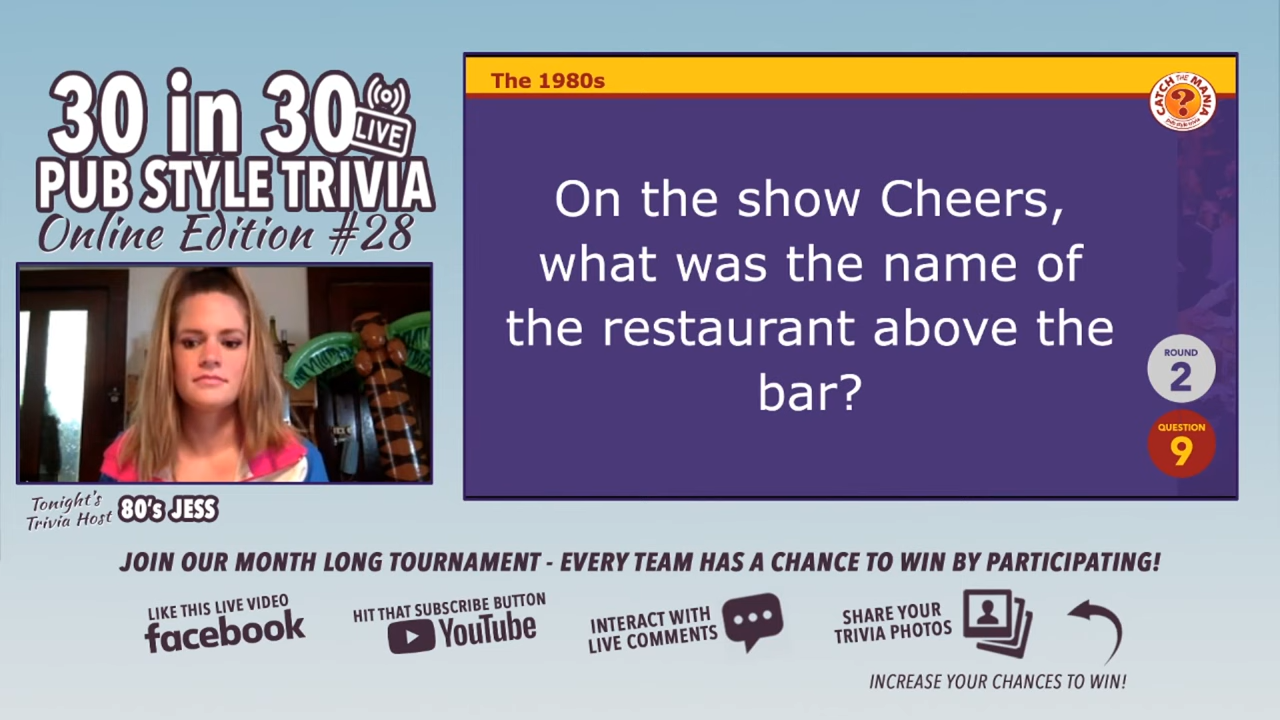 30 in 30
LIVE
PUB STYLE TRIVIA
Online Edition #28
Tonight's
Trivia Host
80's JESS
The 1980s
CATCH THE MANIA
?
pub style trivia
On the show Cheers,
what was the name of
the restaurant above the
bar?
ROUND
2
QUESTION
9
JOIN OUR MONTH LONG TOURNAMENT - EVERY TEAM HAS A CHANCE TO WIN BY PARTICIPATING!
LIKE THIS LIVE VIDEO
facebook
HIT THAT SUBSCRIBE BUTTON
YouTube
INTERACT WITH
LIVE COMMENTS
SHARE YOUR
TRIVIA PHOTOS
INCREASE YOUR CHANCES TO WIN!